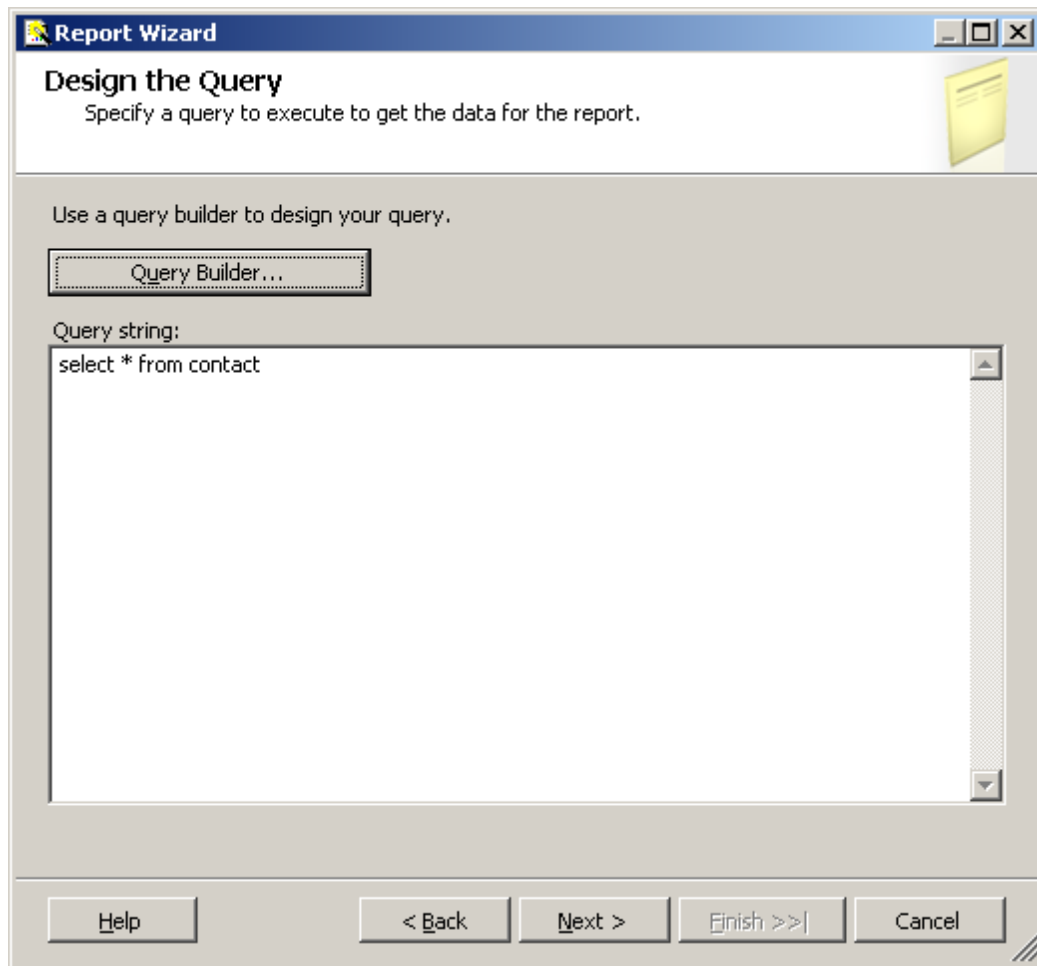 Report Wizard
Design the Query
Specify a query to execute to get the data for the report.
Use a query builder to design your query.
Query Builder...
Query string:
select * from contact
Help
< Back
Next >
Finish >>|
Cancel